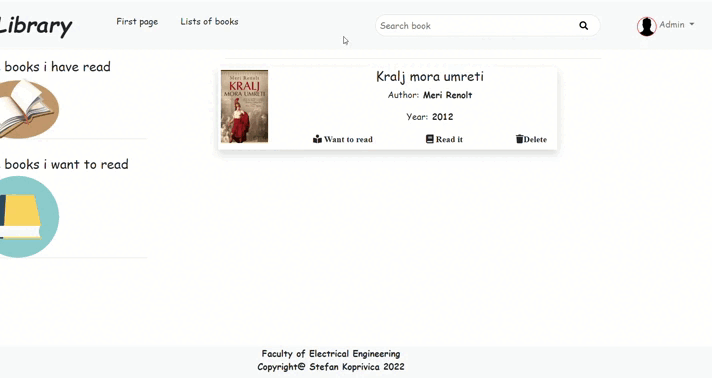 Library
First page
Lists of books
Search book
Admin
books i have read
books i want to read
Meri Renolt
KRALJ
MORA UMRETI
Kralj mora umreti
Author: Meri Renolt
Year: 2012
Want to read
Read it
Delete
Faculty of Electrical Engineering
Copyright@ Stefan Koprivica 2022